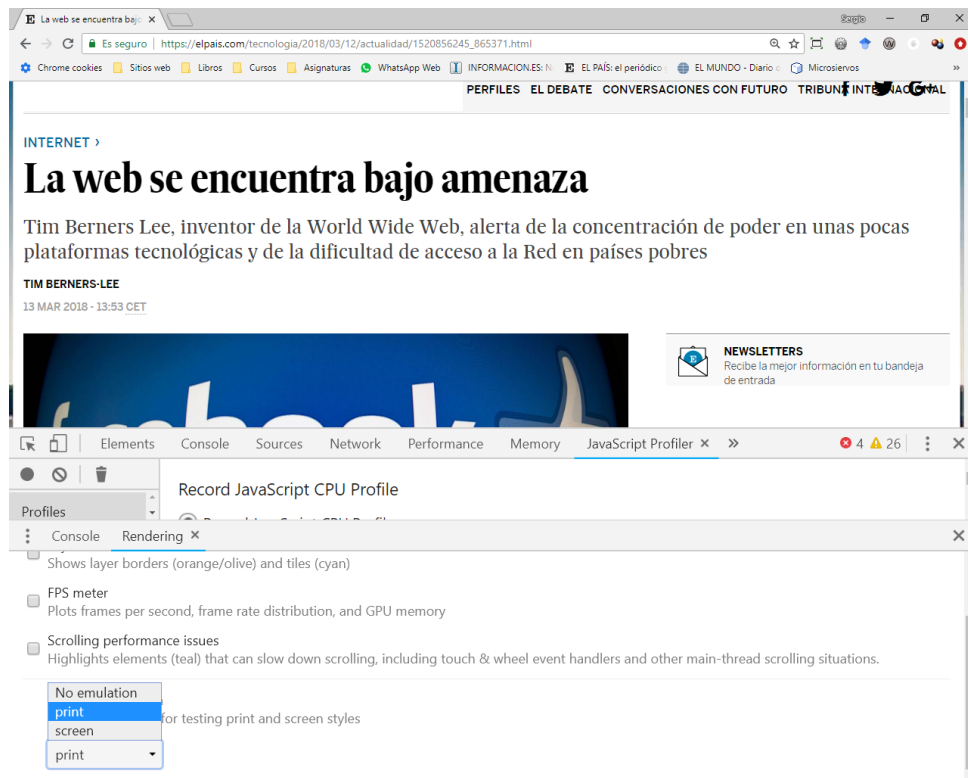 La web se encuentra bajo
Sergio
Es seguro
https://elpais.com/tecnologia/2018/03/12/actualidad/1520856245_865371.html
Chrome cookies Sitios web Libros Cursos Asignaturas WhatsApp Web INFORMACION.ES: N EL PAÍS: el periódico EL MUNDO - Diario Microsiervos »
PERFILES EL DEBATE CONVERSACIONES CON FUTURO TRIBUNA INTERNACIONAL
INTERNET ›
La web se encuentra bajo amenaza
Tim Berners Lee, inventor de la World Wide Web, alerta de la concentración de poder en unas pocas
plataformas tecnológicas y de la dificultad de acceso a la Red en países pobres
TIM BERNERS-LEE
13 MAR 2018 - 13:53 CET
NEWSLETTERS
Recibe la mejor información en tu bandeja
de entrada
Elements Console Sources Network Performance Memory JavaScript Profiler × » 4 26
Record JavaScript CPU Profile
Profiles
Console Rendering ×
Shows layer borders (orange/olive) and tiles (cyan)
FPS meter
Plots frames per second, frame rate distribution, and GPU memory
Scrolling performance issues
Highlights elements (teal) that can slow down scrolling, including touch & wheel event handlers and other main-thread scrolling situations.
No emulation
print
for testing print and screen styles
screen
print